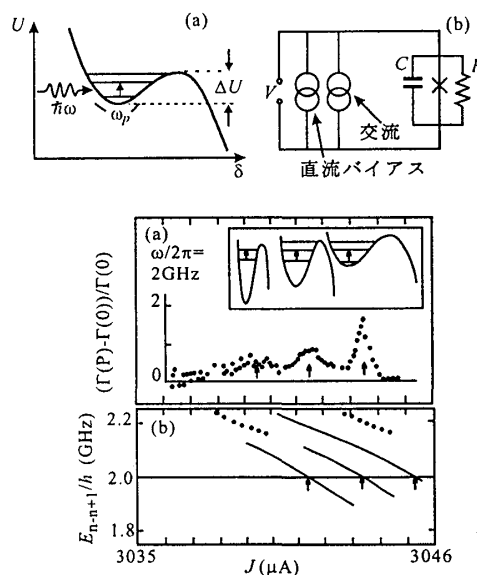 U
(a)
ΔU
ħω
ωp
δ
(b)
V
C
交流
直流バイアス
(a)
ω/2π=
2GHz
(Γ(P)-Γ(0))/Γ(0)
2
1
0
(b)
E n-n+1/h (GHz)
2.2
2.0
1.8
3035
J (μA)
3046